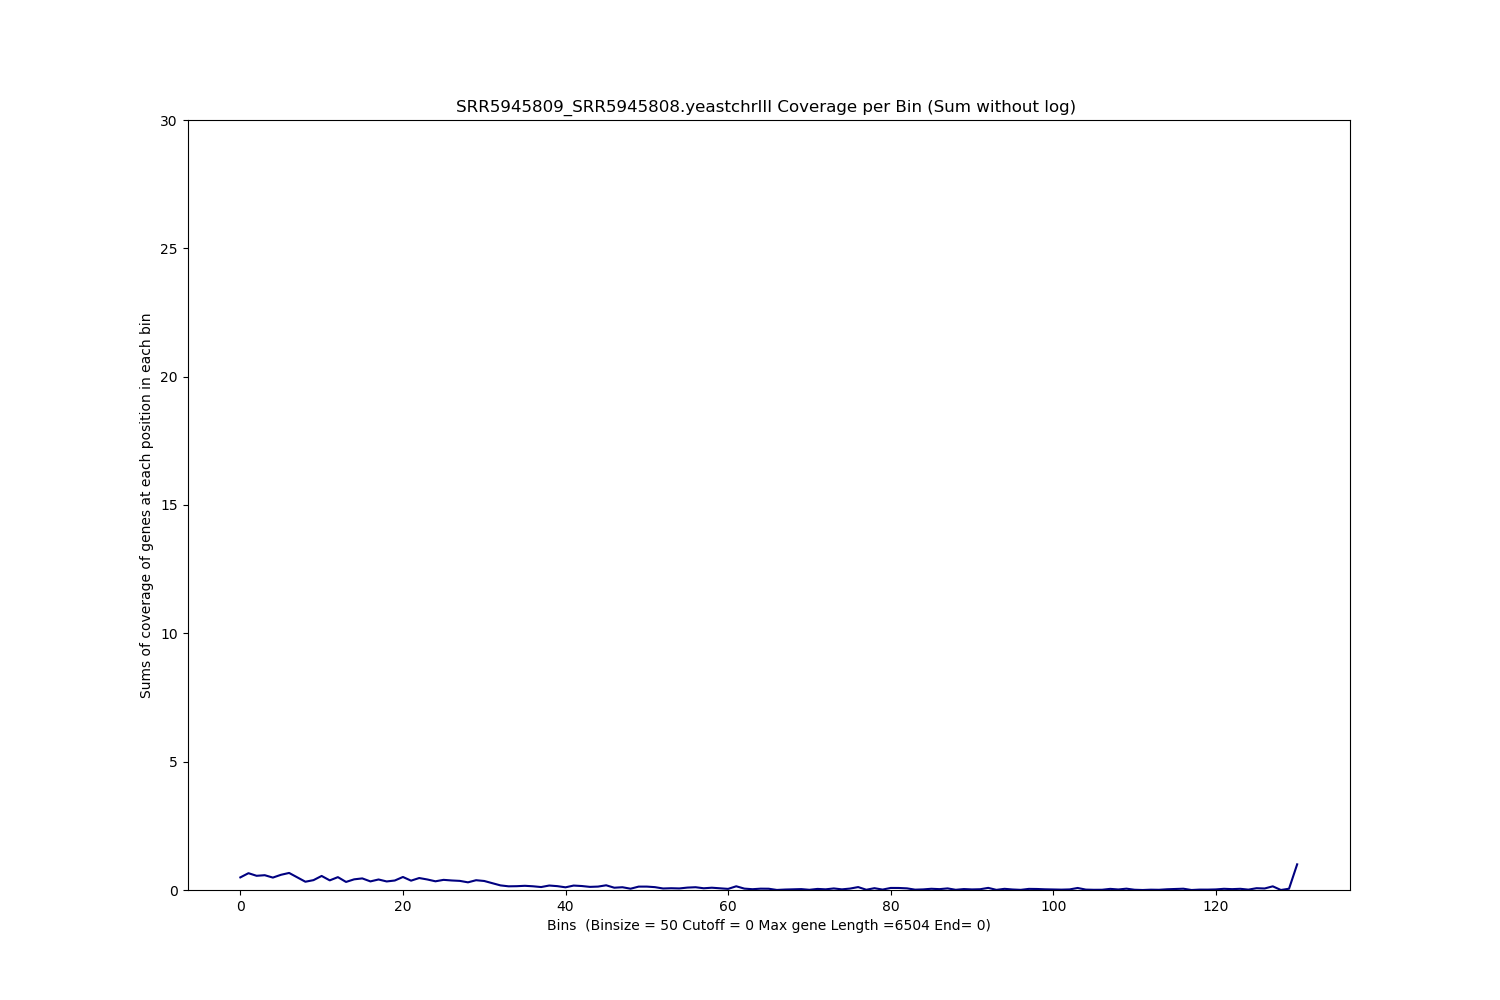 SRR5945809_SRR5945808.yeastchrIII Coverage per Bin (Sum without log)
30
25
20
15
10
5
0
Sums of coverage of genes at each position in each bin
0 20 40 60 80 100 120
Bins  (Binsize = 50 Cutoff = 0 Max gene Length =6504 End= 0)